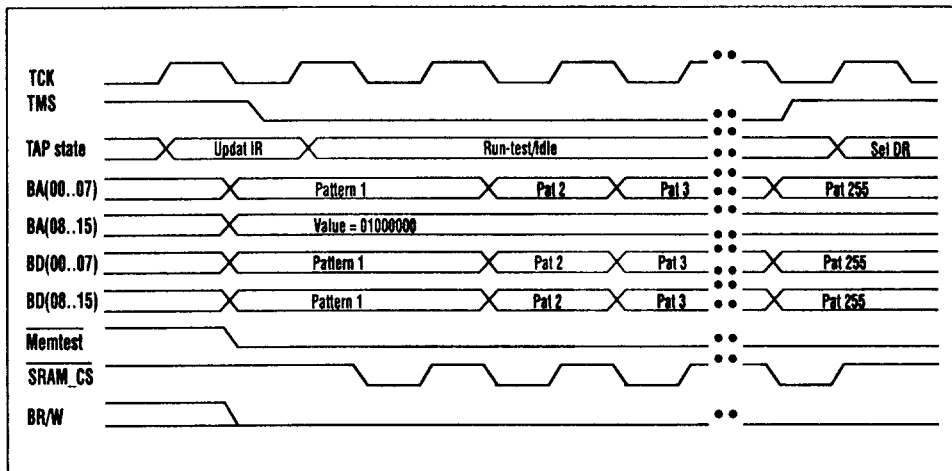 TCK
TMS
TAP state Updat IR Run-test/Idle Sel DR
BA(00..07) Pattern 1 Pat 2 Pat 3 Pat 255
BA(08..15) Value = 01000000
BD(00..07) Pattern 1 Pat 2 Pat 3 Pat 255
BD(08..15) Pattern 1 Pat 2 Pat 3 Pat 255
Memtest
SRAM_CS
BR/W